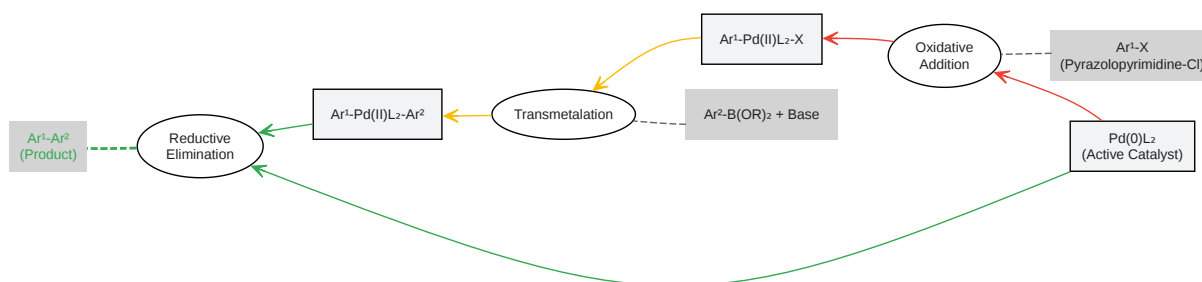 Ar¹-Pd(II)L₂-X
Oxidative
Addition
Ar¹-X
(Pyrazolopyrimidine-Cl)
Ar¹-Pd(II)L₂-Ar²
Transmetalation
Ar²-B(OR)₂ + Base
Ar¹-Ar²
(Product)
Reductive
Elimination
Pd(0)L₂
(Active Catalyst)